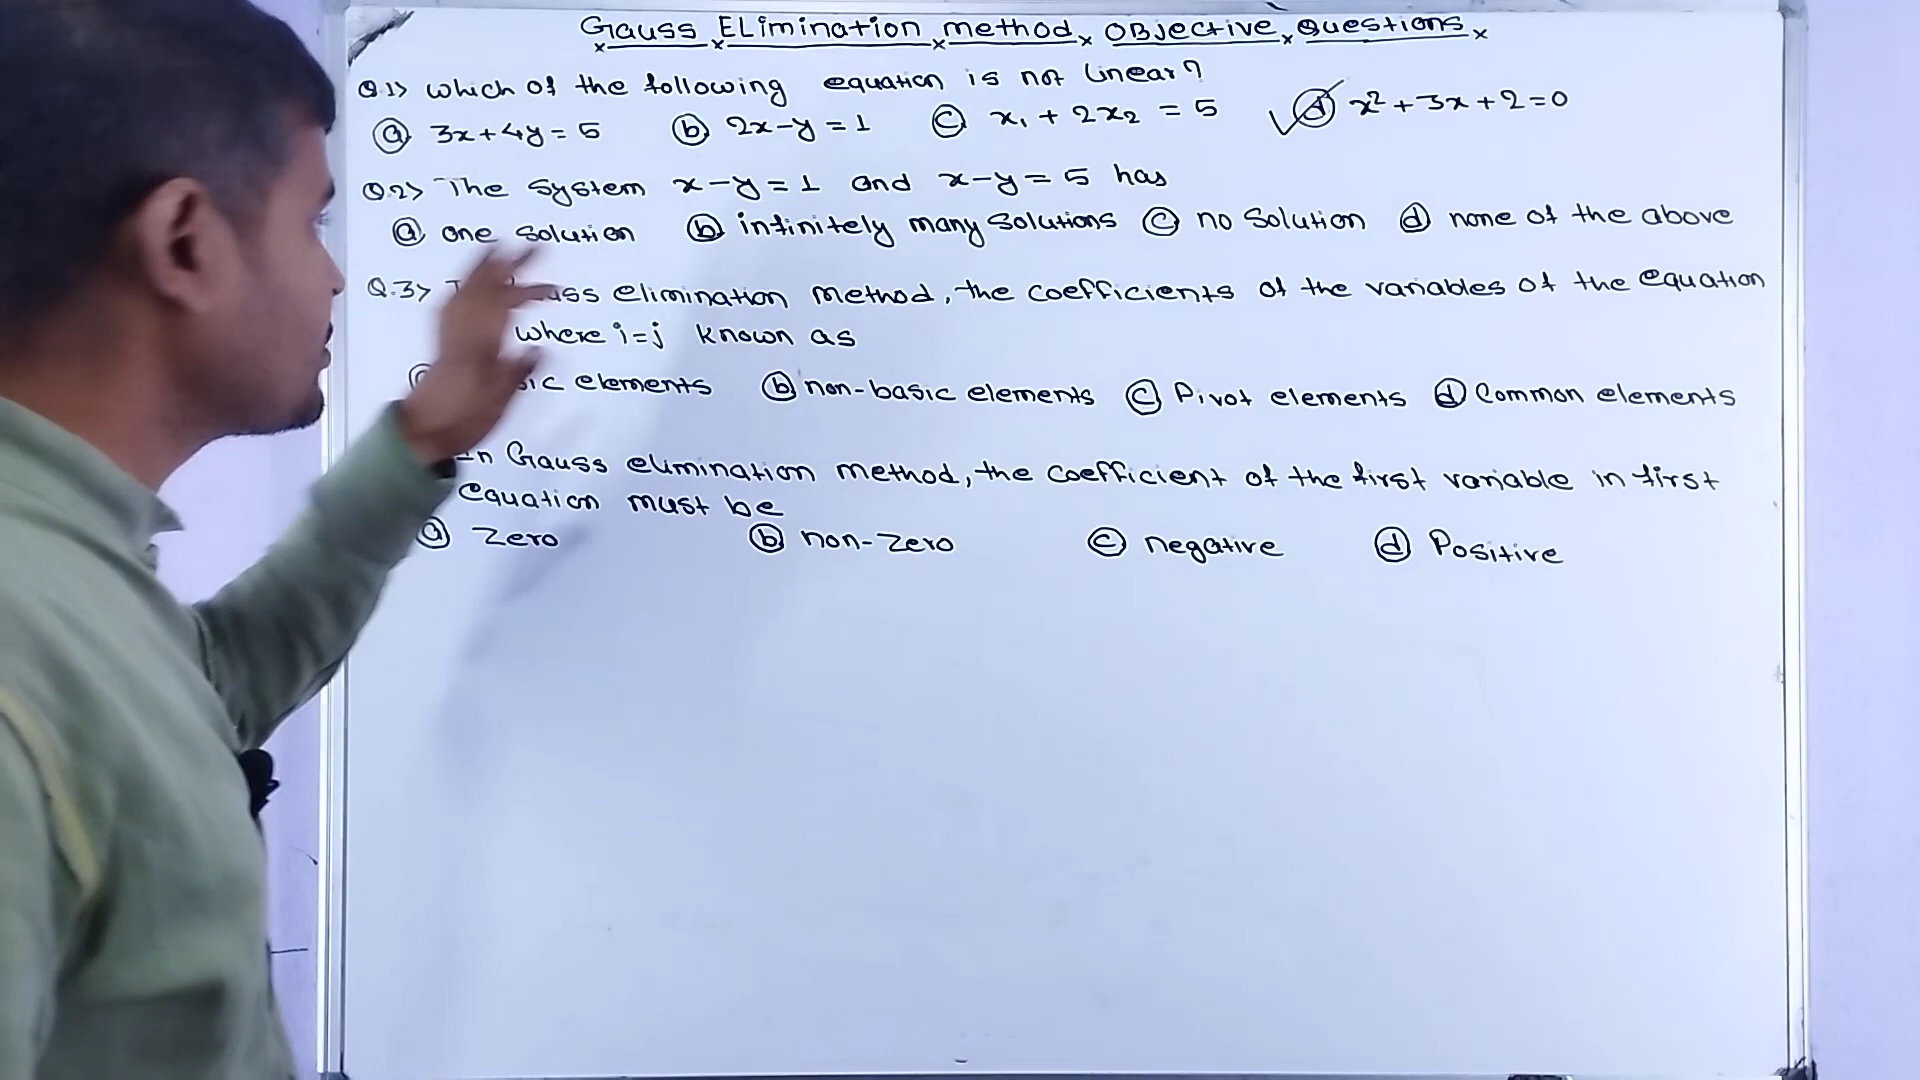 Gauss Elimination method Objective Questions
Q.1> which of the following equation is not linear?
(a) 3x+4y=5 (b) 2x-y=1 (c) x₁+2x₂=5 (d) x²+3x+2=0
Q.2> The system x-y=1 and x-y=5 has
(a) one solution (b) infinitely many solutions (c) no solution (d) none of the above
Q.3> elimination method, the coefficients of the variables of the equation
where i=j known as
elements (b) non-basic elements (c) Pivot elements (d) Common elements
In Gauss elimination method, the coefficient of the first variable in first
equation must be
(a) Zero (b) non-zero (c) negative (d) Positive